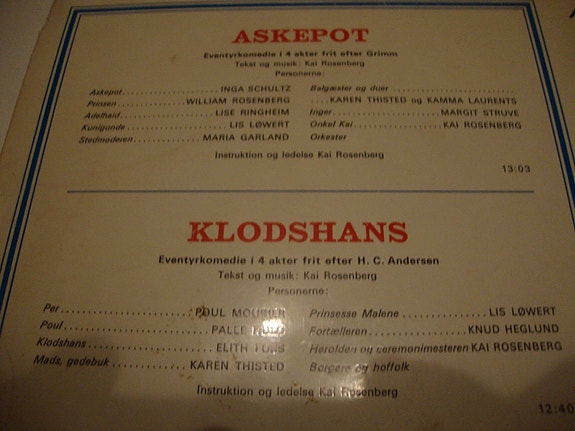 ASKEPOT
Eventyrkomedie i 4 akter frit efter Grimm
Tekst og musik: Kai Rosenberg
Personerne:
Askepot.....................INGA SCHULTZ
Prinsen...............WILLIAM ROSENBERG
Adelheid...................LISE RINGHEIM
Kunigunde....................LIS LØWERT
Stedmoderen..............MARIA GARLAND
Balgæster og duer........................
....KAREN THISTED og KAMMA LAURENTS
Inger.....................MARGIT STRUVE
Onkel Kai..................KAI ROSENBERG
Orkester
Instruktion og ledelse Kai Rosenberg
13:03
KLODSHANS
Eventyrkomedie i 4 akter frit efter H. C. Andersen
Tekst og musik: Kai Rosenberg
Personerne:
Per..........................POUL
Poul............................PALLE
Klodshans.......................ELITH
Mads, gedebuk..............KAREN THISTED
Prinsesse Malene..................LIS LØWERT
Fortælleren...................KNUD HEGLUND
Herolden og ceremonimesteren KAI ROSENBERG
Borgere og hoffolk
Instruktion og ledelse Kai Rosenberg
12:40